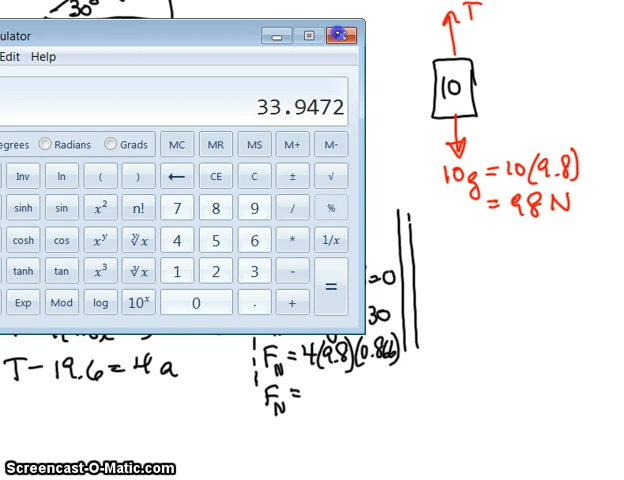 30°
ulator
T
Edit Help
10
33.9472
egrees Radians Grads MC MR MS M+ M-
Inv ln ( ) ← CE C ± √
10g = 10(9.8)
= 98 N
sinh sin x² n! 7 8 9 / %
cosh cos xʸ ʸ√x 4 5 6 * 1/x
tanh tan x³ ³√x 1 2 3 - =
=0
Exp Mod log 10ˣ 0 . +
30
F_N = 4(9.8)(0.866)
T - 19.6 = 4a
F_N =
Screencast-O-Matic.com